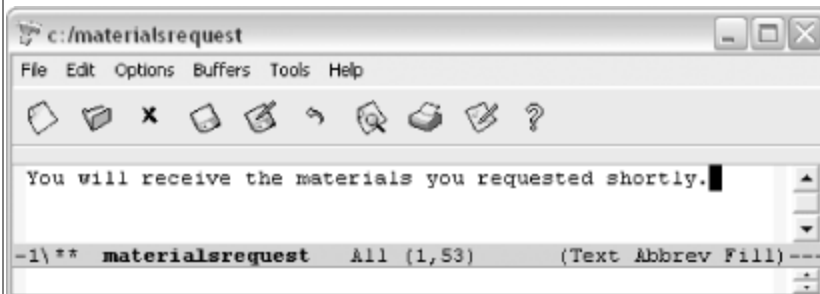 c:/materialsrequest
File Edit Options Buffers Tools Help
You will receive the materials you requested shortly.
-1\** materialsrequest All (1,53) (Text Abbrev Fill)---